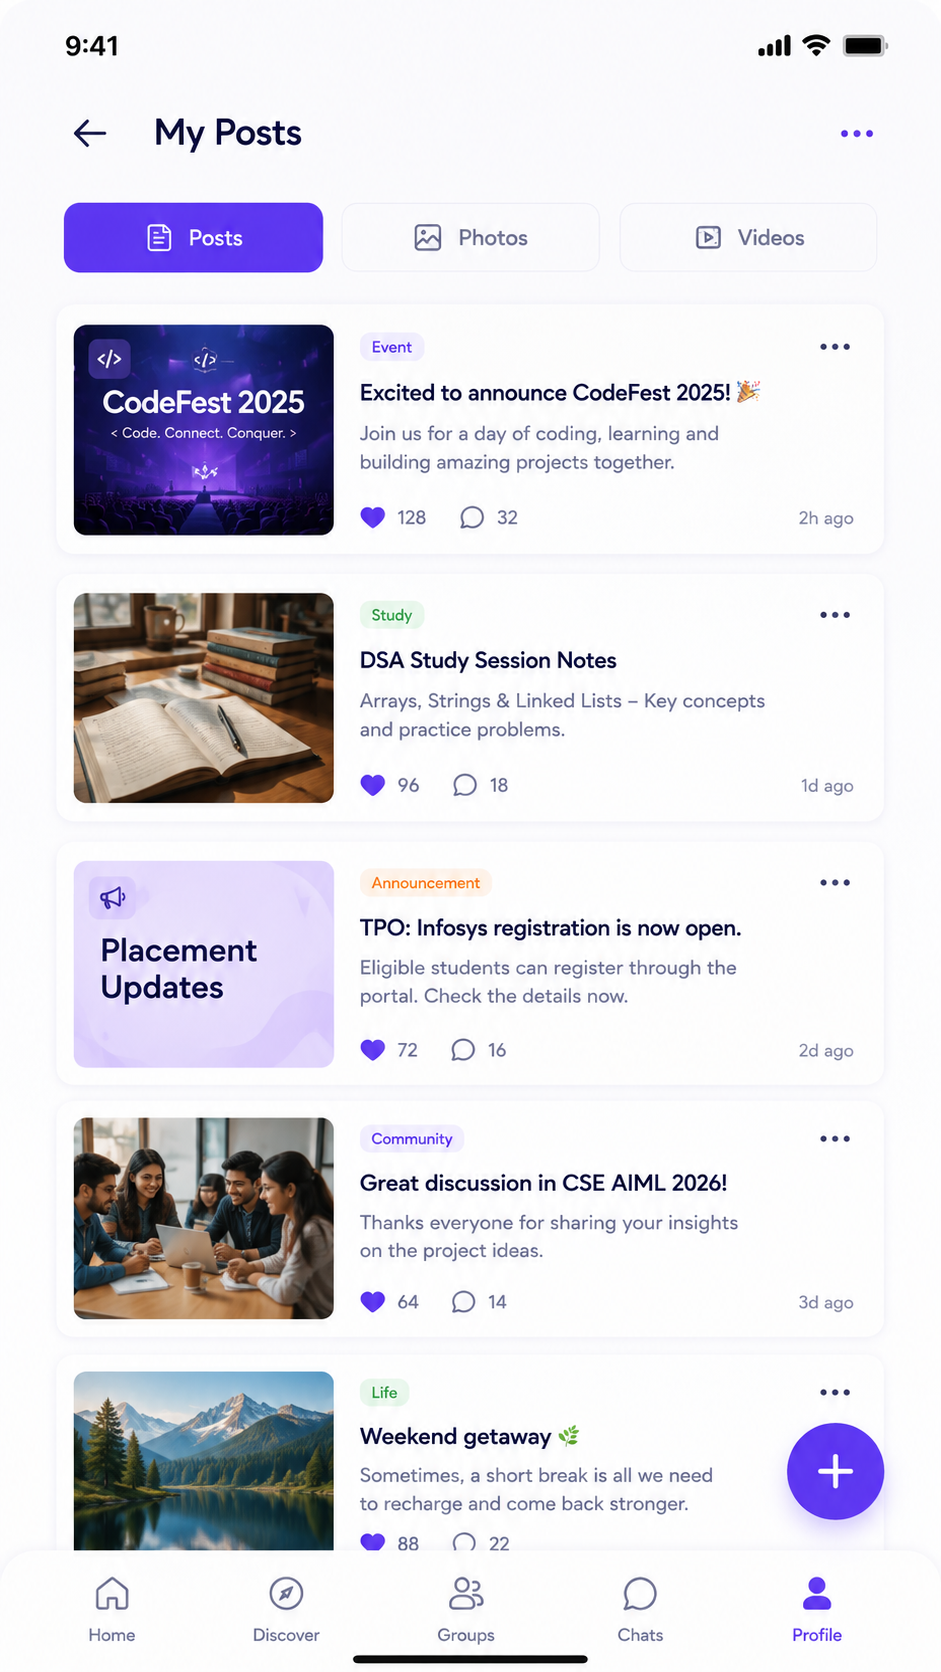 9:41
My Posts
Posts
Photos
Videos
</>
</>
CodeFest 2025
< Code. Connect. Conquer. >
Event
Excited to announce CodeFest 2025! 🎉
Join us for a day of coding, learning and
building amazing projects together.
128
32
2h ago
Study
DSA Study Session Notes
Arrays, Strings & Linked Lists – Key concepts
and practice problems.
96
18
1d ago
Placement
Updates
Announcement
TPO: Infosys registration is now open.
Eligible students can register through the
portal. Check the details now.
72
16
2d ago
Community
Great discussion in CSE AIML 2026!
Thanks everyone for sharing your insights
on the project ideas.
64
14
3d ago
Life
Weekend getaway 🌿
Sometimes, a short break is all we need
to recharge and come back stronger.
88
22
Home
Discover
Groups
Chats
Profile